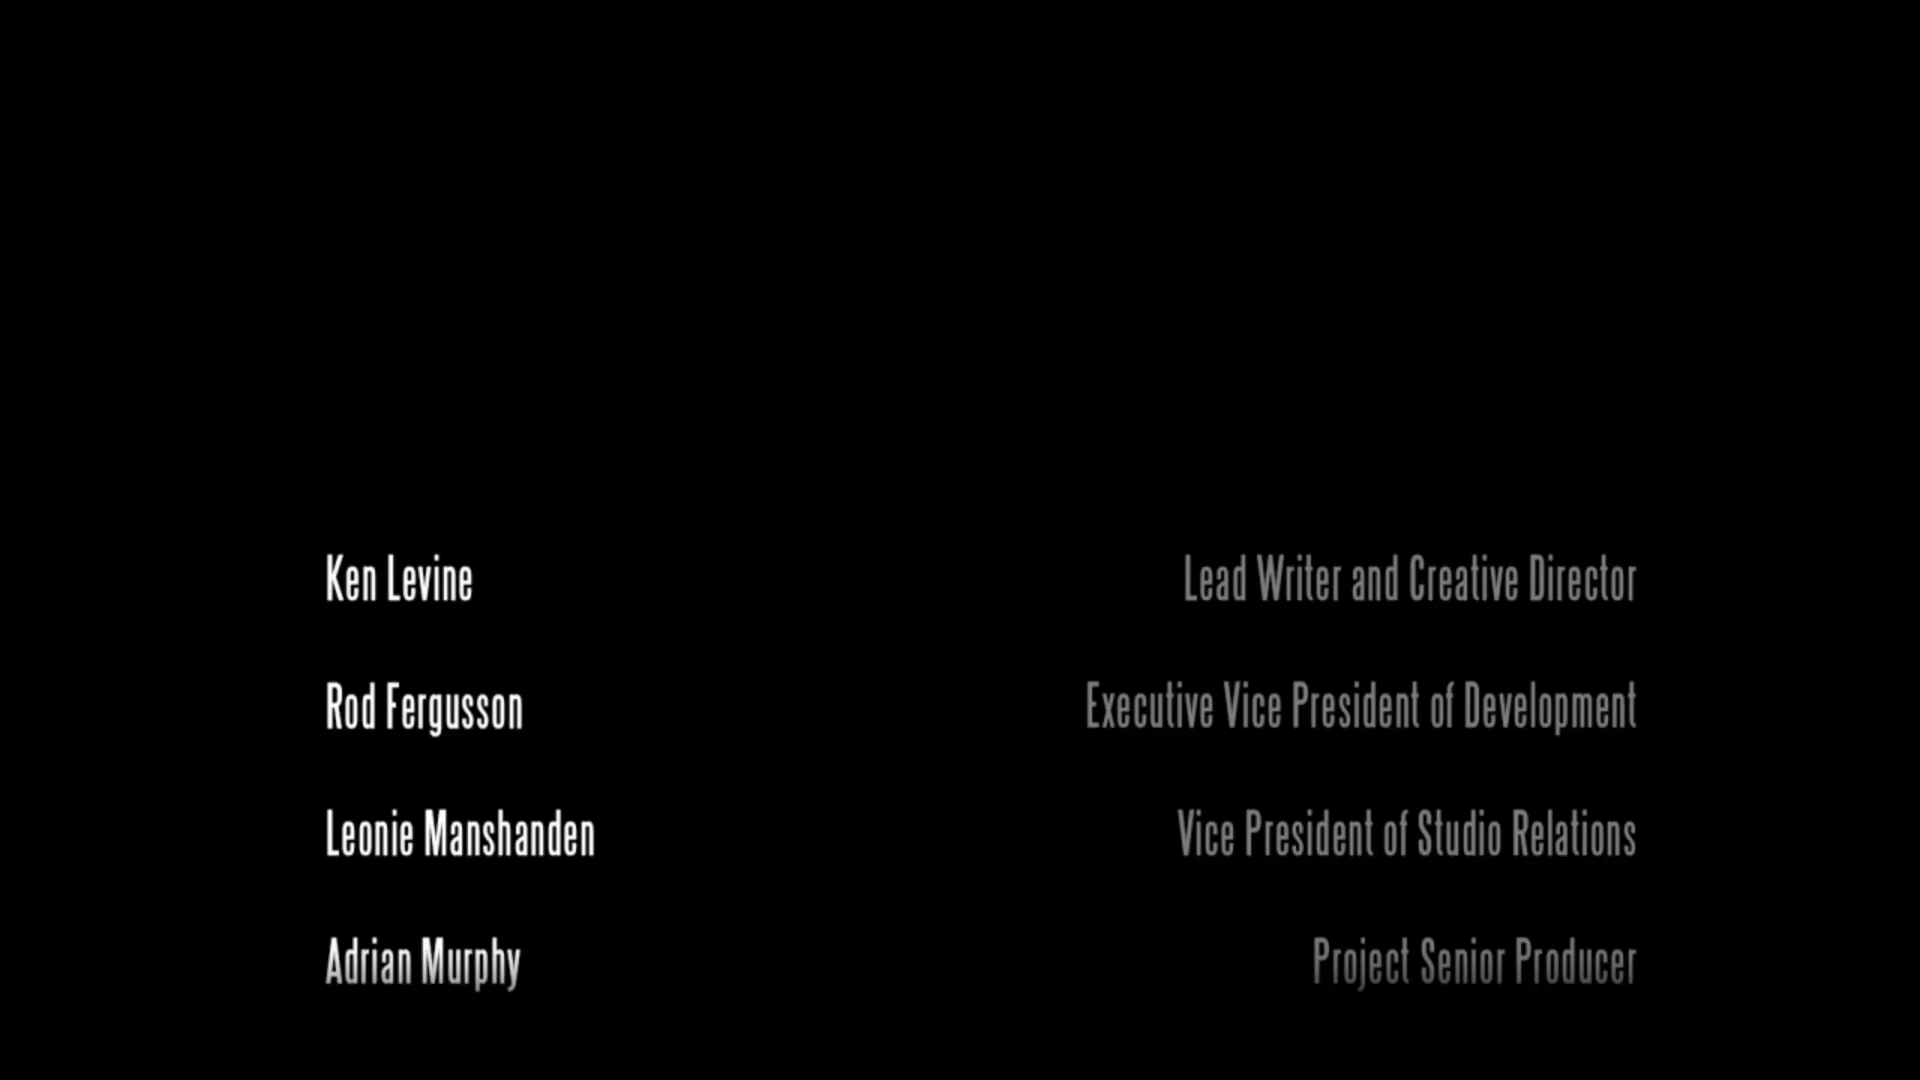 Ken Levine Lead Writer and Creative Director
Rod Fergusson Executive Vice President of Development
Leonie Manshanden Vice President of Studio Relations
Adrian Murphy Project Senior Producer